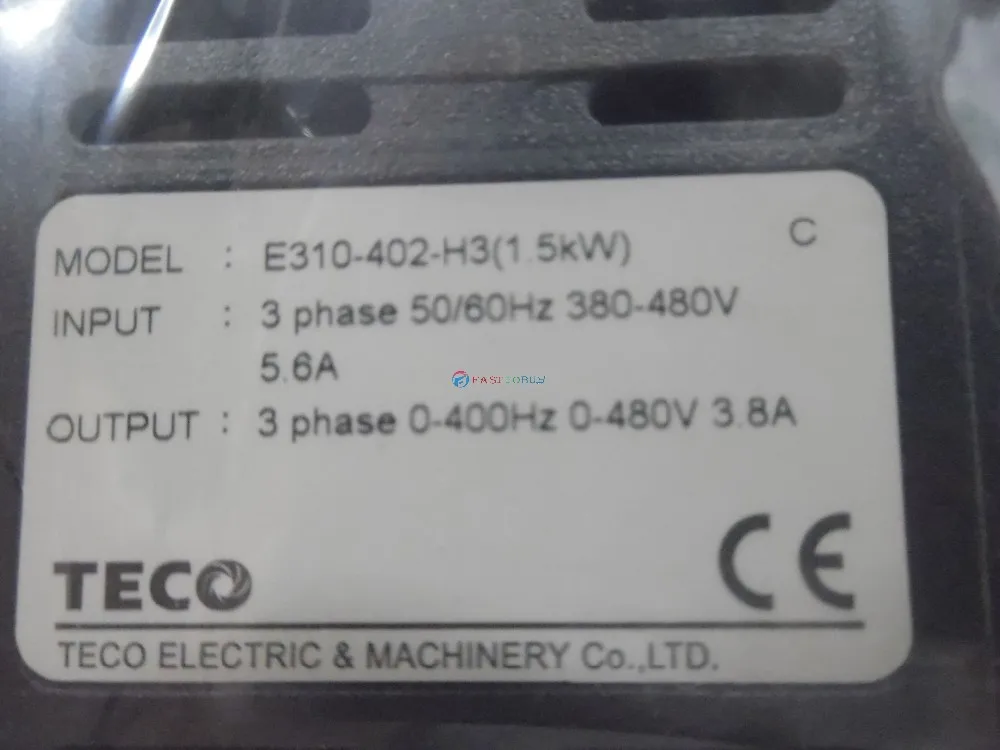 MODEL : E310-402-H3(1.5kW) C
INPUT : 3 phase 50/60Hz 380-480V
5.6A
OUTPUT : 3 phase 0-400Hz 0-480V 3.8A
CE
TECO
TECO ELECTRIC & MACHINERY Co.,LTD.